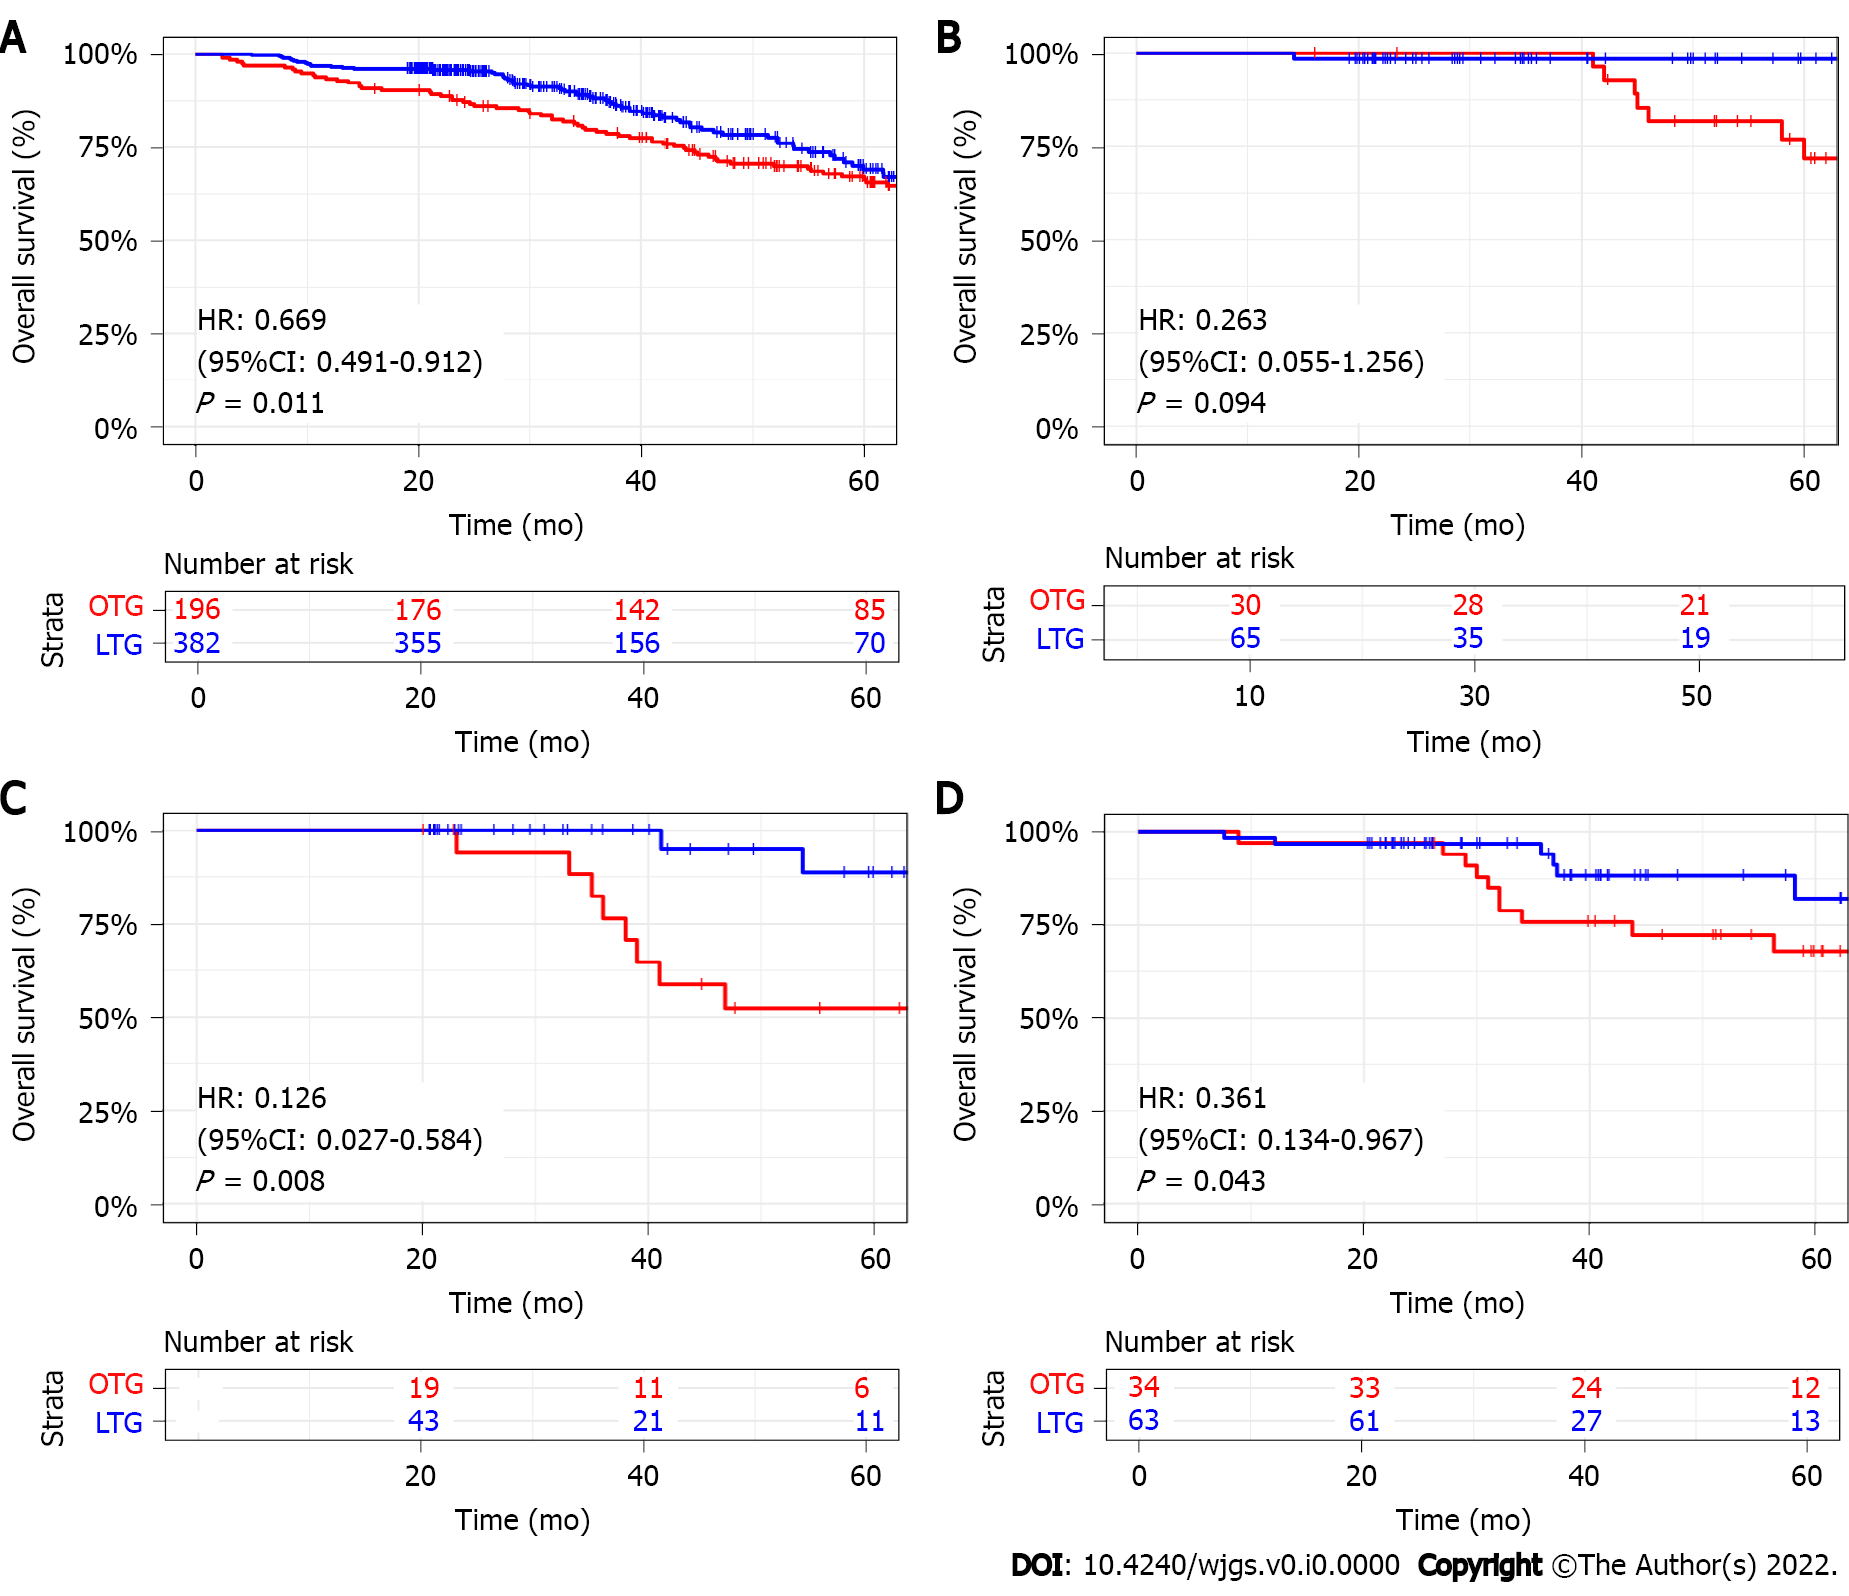 A
100%
75%
50%
25%
0%
Overall survival (%)
HR: 0.669
(95%CI: 0.491-0.912)
P = 0.011
0 20 40 60
Time (mo)
Number at risk
Strata
OTG 196 176 142 85
LTG 382 355 156 70
0 20 40 60
Time (mo)
B
100%
75%
50%
25%
0%
Overall survival (%)
HR: 0.263
(95%CI: 0.055-1.256)
P = 0.094
0 20 40 60
Time (mo)
Number at risk
Strata
OTG 30 28 21
LTG 65 35 19
10 30 50
Time (mo)
C
100%
75%
50%
25%
0%
Overall survival (%)
HR: 0.126
(95%CI: 0.027-0.584)
P = 0.008
0 20 40 60
Time (mo)
Number at risk
Strata
OTG 19 11 6
LTG 43 21 11
20 40 60
Time (mo)
D
100%
75%
50%
25%
0%
Overall survival (%)
HR: 0.361
(95%CI: 0.134-0.967)
P = 0.043
0 20 40 60
Time (mo)
Number at risk
Strata
OTG 34 33 24 12
LTG 63 61 27 13
0 20 40 60
Time (mo)
DOI: 10.4240/wjgs.v0.i0.0000 Copyright ©The Author(s) 2022.